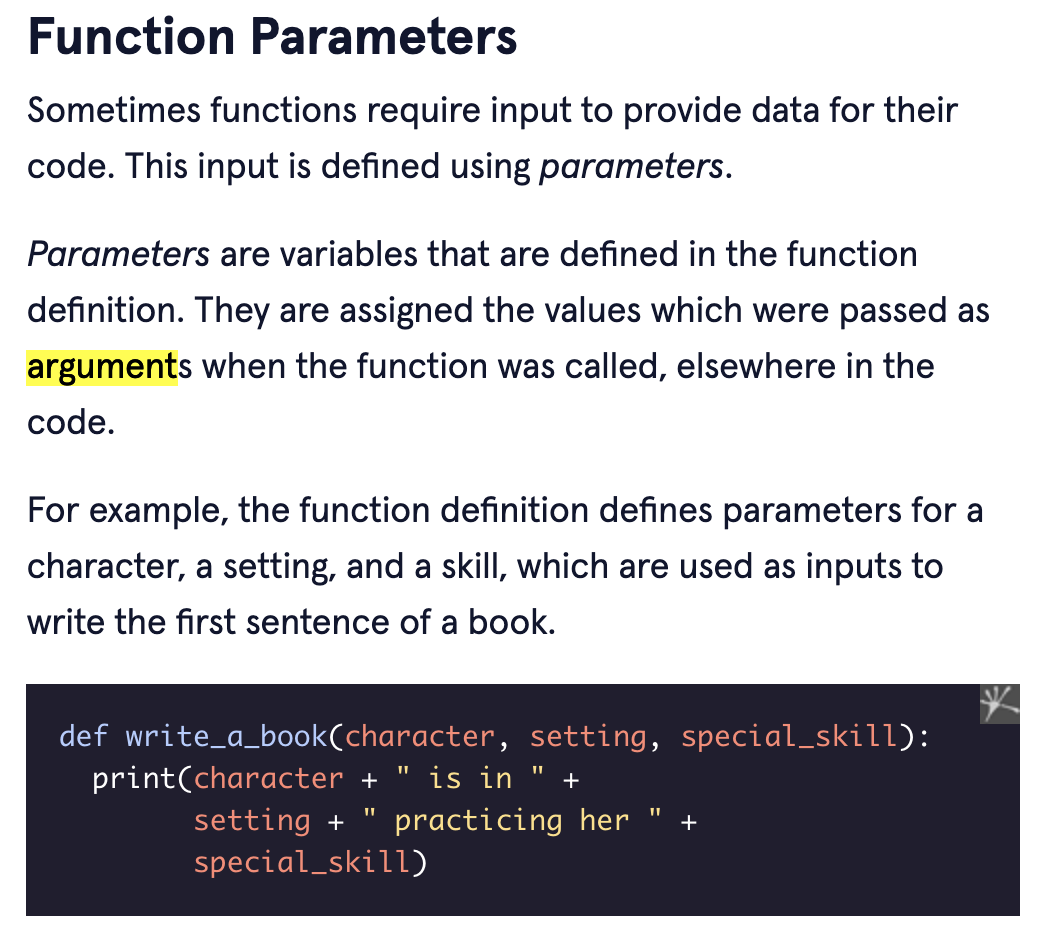 Function Parameters
Sometimes functions require input to provide data for their
code. This input is defined using parameters.
Parameters are variables that are defined in the function
definition. They are assigned the values which were passed as
arguments when the function was called, elsewhere in the
code.
For example, the function definition defines parameters for a
character, a setting, and a skill, which are used as inputs to
write the first sentence of a book.
def write_a_book(character, setting, special_skill):
  print(character + " is in " +
        setting + " practicing her " +
        special_skill)